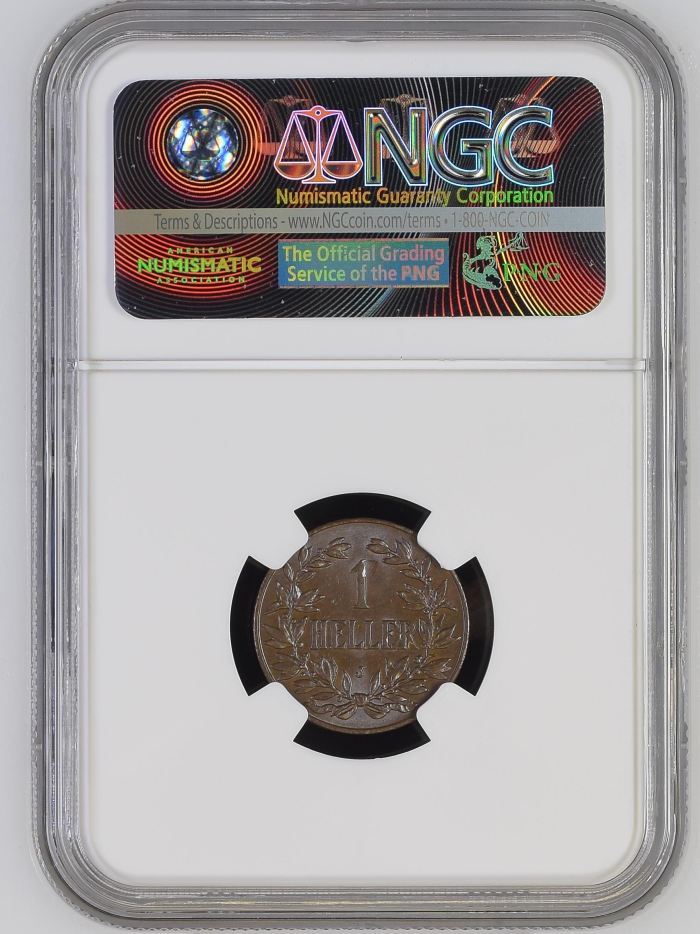 NGC
Numismatic Guaranty Corporation
Terms & Descriptions - www.NGCcoin.com/terms • 1-800-NGC-COIN
AMERICAN
NUMISMATIC
ASSOCIATION
The Official Grading
Service of the PNG
PNG
1
HELLER
J